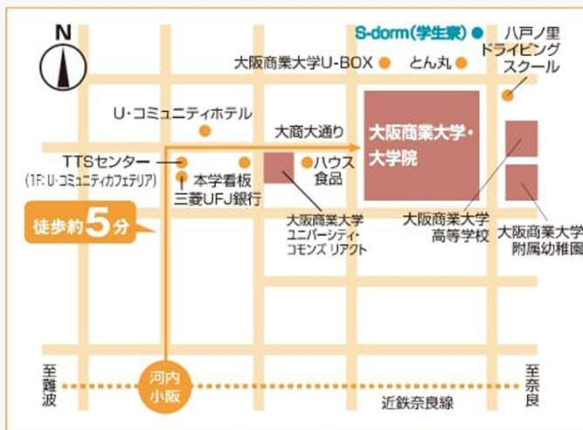 N
S-dorm(学生寮)
八戸ノ里
ドライビング
スクール
大阪商業大学U-BOX
とん丸
U・コミュニティホテル
大商大通り
大阪商業大学・
大学院
TTSセンター
(1F: U・コミュニティカフェテリア)
本学看板
三菱UFJ銀行
ハウス
食品
大阪商業大学
ユニバーシティ・
コモンズ リアクト
大阪商業大学
高等学校
大阪商業大学
附属幼稚園
徒歩約5分
至難波
河内
小阪
近鉄奈良線
至奈良